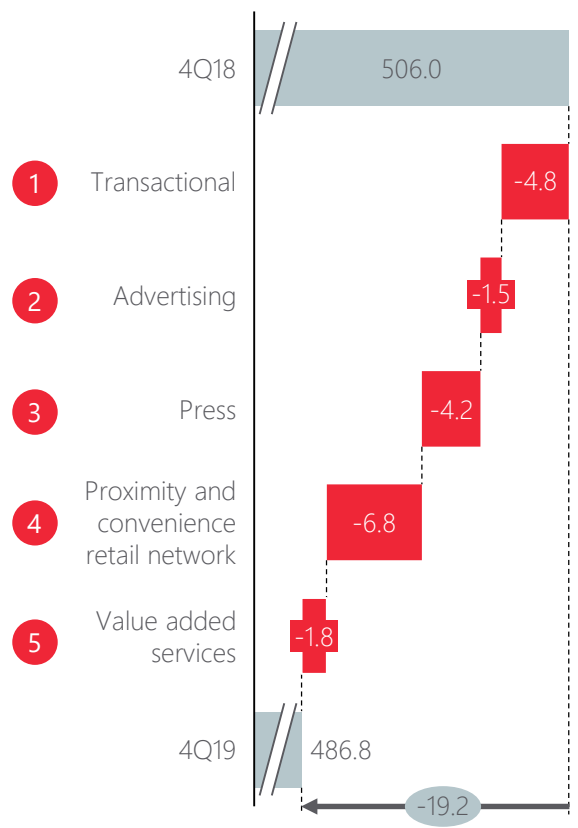 4Q18
506.0
1
Transactional
-4.8
2
Advertising
-1.5
3
Press
-4.2
4
Proximity and
convenience
retail network
-6.8
5
Value added
services
-1.8
4Q19
486.8
-19.2